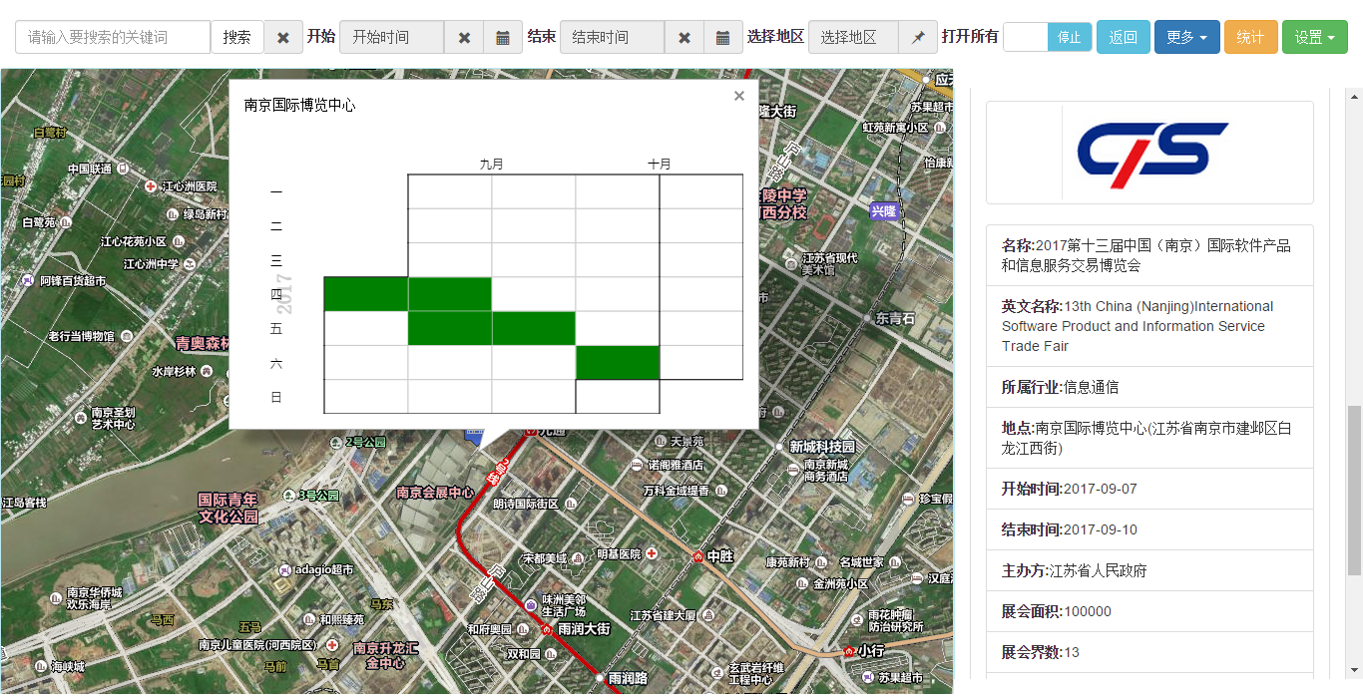 请输入要搜索的关键词 搜索 开始 开始时间 结束 结束时间 选择地区 选择地区 打开所有 停止 返回 更多 统计 设置
南京国际博览中心
九月 十月
一
二
三
四
五
六
日
2017
CIS
名称:2017第十三届中国（南京）国际软件产品
和信息服务交易博览会
英文名称:13th China (Nanjing)International
Software Product and Information Service
Trade Fair
所属行业:信息通信
地点:南京国际博览中心(江苏省南京市建邺区白
龙江西街)
开始时间:2017-09-07
结束时间:2017-09-10
主办方:江苏省人民政府
展会面积:100000
展会界数:13
白鹭村
中国联通
江心洲医院
白鹭苑
绿岛新村
江心花苑小区
江心洲中学
阿锋百货超市
老行当博物馆
青奥森林
水岸杉林
南京圣划
艺术中心
2号公园
3号公园
江岛客栈
国际青年
文化公园
南京会展中心
adagio超市
南京华侨城
欢乐海岸
马东
马西
五号
和熙臻苑
南京儿童医院(河西院区)
马前
马首
南京升龙汇
金中心
海峡城
隆大街
苏果超市
虹苑新寓小区
怡康新
陵中学
西分校
兴隆
江苏省现代
美术馆
东青石
元通
天景苑
诺阁雅酒店
万科金域缇香
朗诗国际街区
新城科技园
南京新城
商务酒店
珍宝假
宋都美域
明基医院
中胜
康苑新村
名城世家
金洲苑小区
汉庭
味洲美邻
生活广场
江苏省建大厦
雨花肿瘤
防治研究所
和府奥园
雨润大街
双和园
小行
玄武岩纤维
工程中心
苏果超市
雨润路